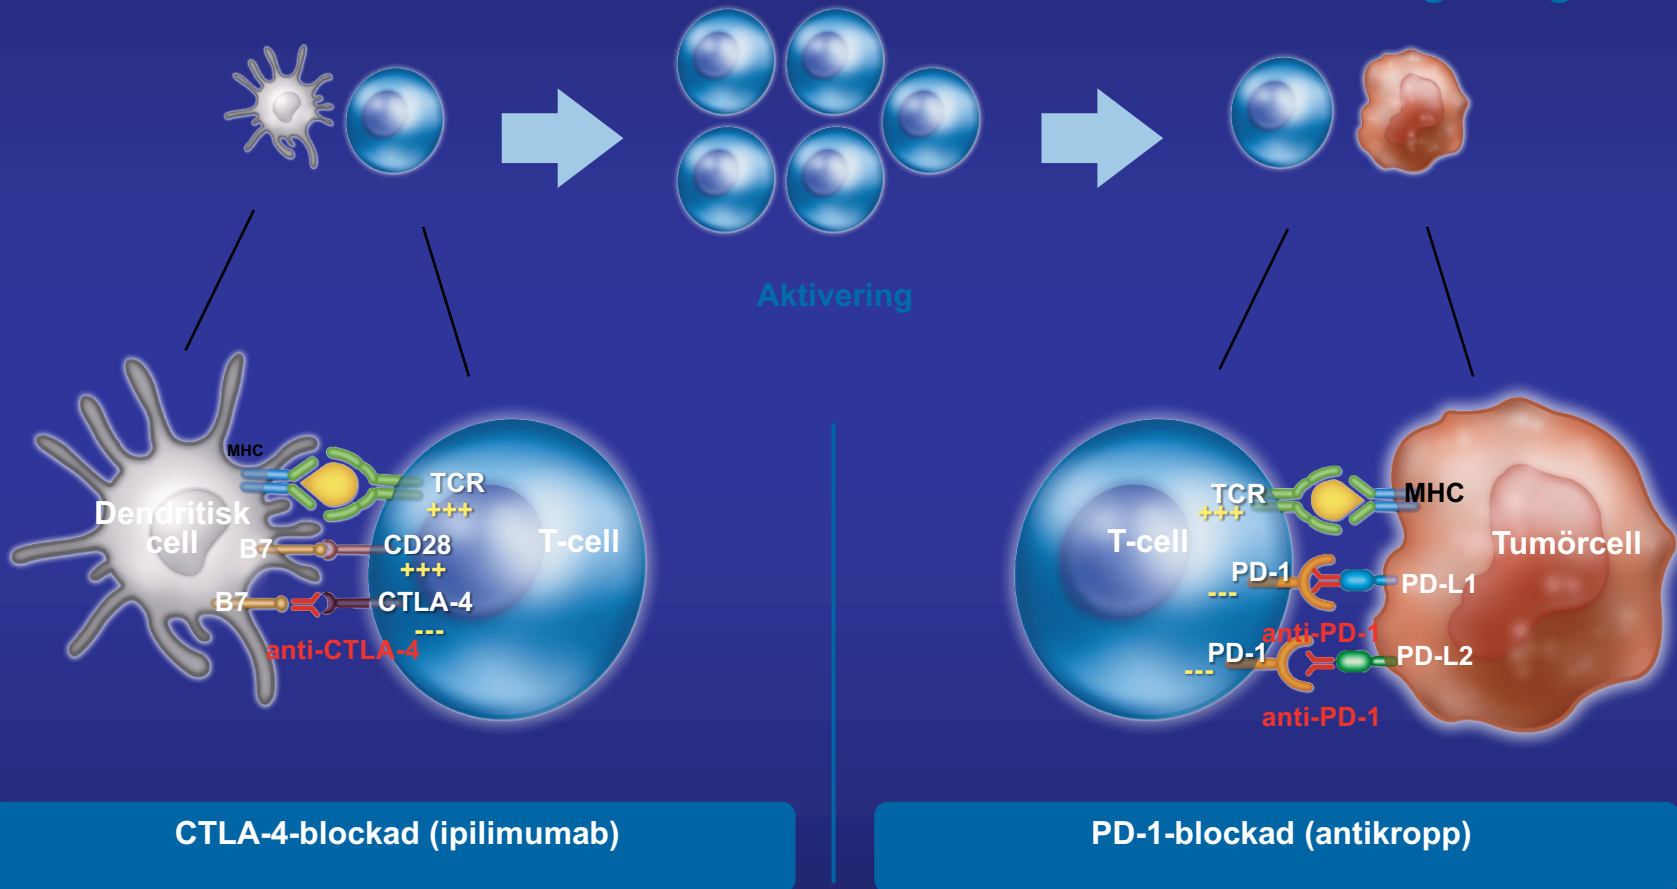 Aktivering
MHC
TCR
+++
Dendritisk
cell
B7
CD28
+++
T-cell
B7
CTLA-4
---
anti-CTLA-4
TCR
+++
MHC
T-cell
Tumörcell
PD-1
---
PD-L1
anti-PD-1
PD-1
---
PD-L2
anti-PD-1
CTLA-4-blockad (ipilimumab)
PD-1-blockad (antikropp)